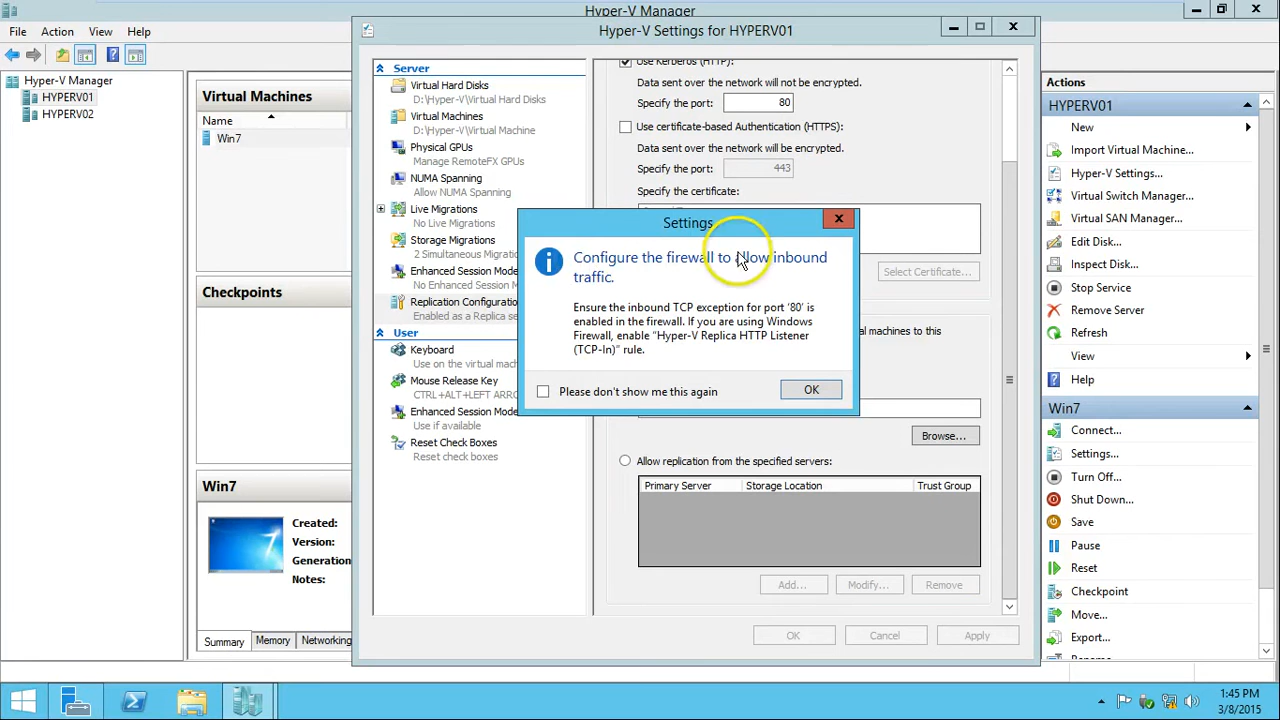 Hyper-V Manager
File Action View Help
Hyper-V Manager
HYPERV01
HYPERV02
Virtual Machines
Name
Win7
Checkpoints
Win7
Created:
Version:
Generation
Notes:
Summary Memory Networking
Hyper-V Settings for HYPERV01
Server
Virtual Hard Disks
D:\Hyper-V\Virtual Hard Disks
Virtual Machines
D:\Hyper-V\Virtual Machine
Physical GPUs
Manage RemoteFX GPUs
NUMA Spanning
Allow NUMA Spanning
Live Migrations
No Live Migrations
Storage Migrations
2 Simultaneous Migrations
Enhanced Session Mode
No Enhanced Session Mode
Replication Configuration
Enabled as a Replica se
User
Keyboard
Use on the virtual mach
Mouse Release Key
CTRL+ALT+LEFT ARRO
Enhanced Session Mode
Use if available
Reset Check Boxes
Reset check boxes
Use Kerberos (HTTP):
Data sent over the network will not be encrypted.
Specify the port: 80
Use certificate-based Authentication (HTTPS):
Data sent over the network will be encrypted.
Specify the port: 443
Specify the certificate:
Select Certificate...
al machines to this
Browse...
Allow replication from the specified servers:
Primary Server Storage Location Trust Group
Add... Modify... Remove
OK Cancel Apply
Settings
Configure the firewall to allow inbound
traffic.
Ensure the inbound TCP exception for port '80' is
enabled in the firewall. If you are using Windows
Firewall, enable "Hyper-V Replica HTTP Listener
(TCP-In)" rule.
Please don't show me this again
OK
Actions
HYPERV01
New
Import Virtual Machine...
Hyper-V Settings...
Virtual Switch Manager...
Virtual SAN Manager...
Edit Disk...
Inspect Disk...
Stop Service
Remove Server
Refresh
View
Help
Win7
Connect...
Settings...
Turn Off...
Shut Down...
Save
Pause
Reset
Checkpoint
Move...
Export...
1:45 PM
3/8/2015